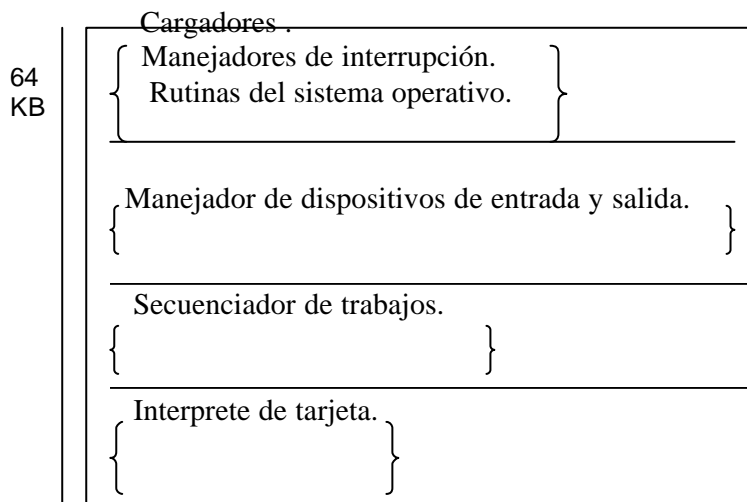 Cargadores .
Manejadores de interrupción.
64
KB
Rutinas del sistema operativo.
Manejador de dispositivos de entrada y salida.
Secuenciador de trabajos.
Interprete de tarjeta.